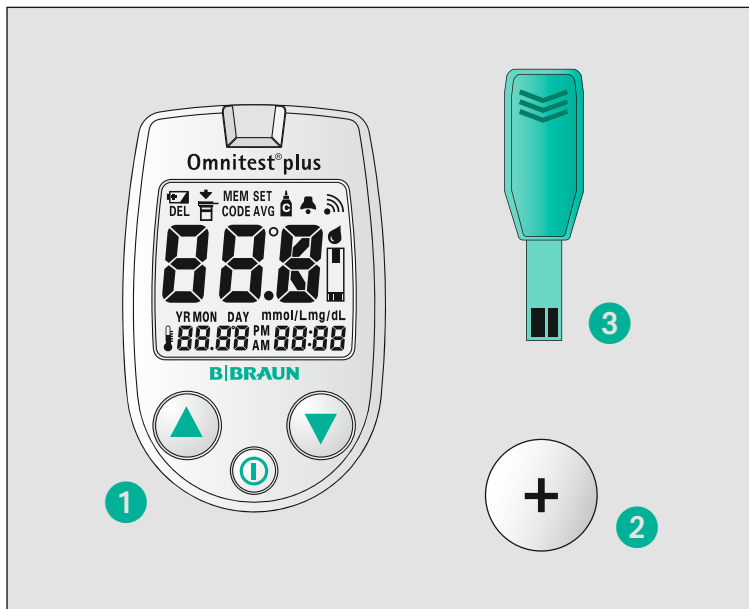 Omnitest®plus
MEM SET
DEL CODE AVG C
88.8
YR MON DAY mmol/L mg/dL
88.88 PM 88:88
AM
B|BRAUN
1
2
3